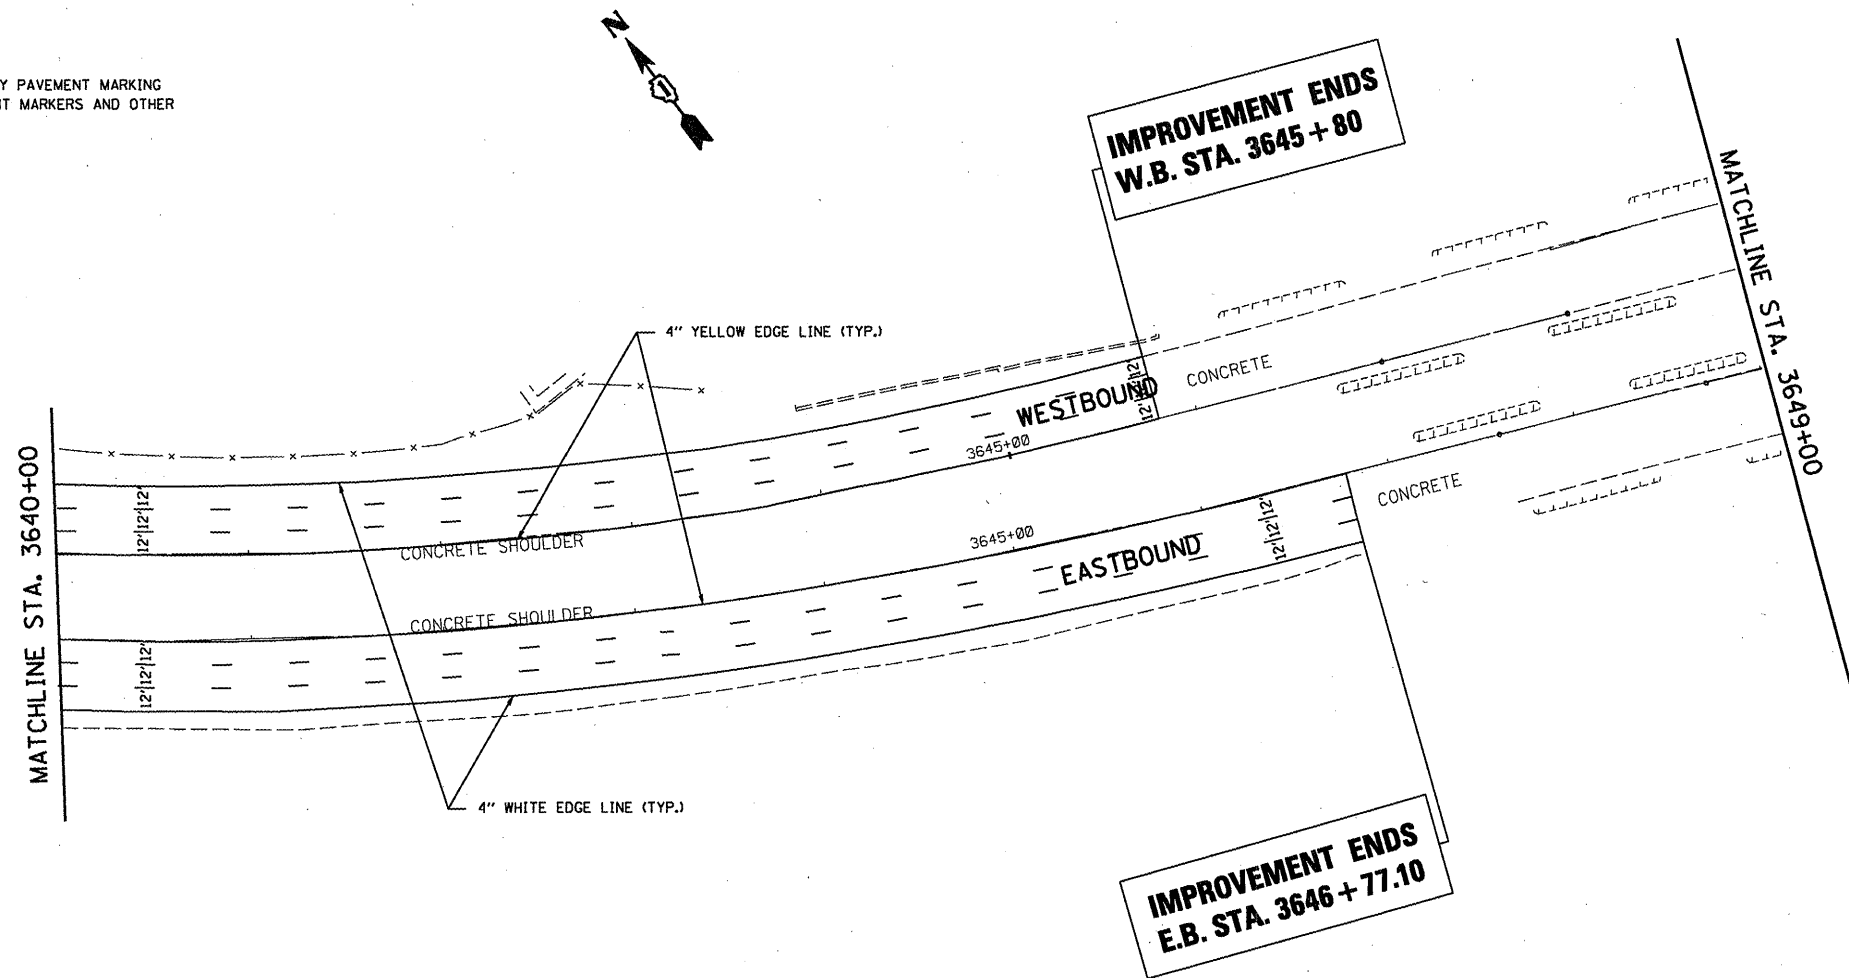 N
Y PAVEMENT MARKING
IT MARKERS AND OTHER
IMPROVEMENT ENDS
W.B. STA. 3645+80
MATCHLINE STA. 3649+00
4" YELLOW EDGE LINE (TYP.)
CONCRETE
WESTBOUND
12' 12' 12'
3645+00
MATCHLINE STA. 3640+00
12' 12' 12'
CONCRETE SHOULDER
CONCRETE
3645+00
EASTBOUND
12' 12' 12'
CONCRETE SHOULDER
12' 12' 12'
4" WHITE EDGE LINE (TYP.)
IMPROVEMENT ENDS
E.B. STA. 3646+77.10